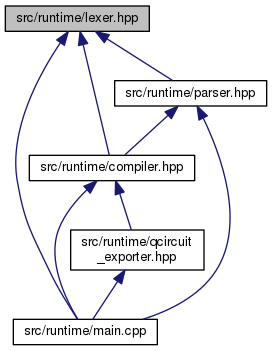 src/runtime/lexer.hpp
src/runtime/parser.hpp
src/runtime/compiler.hpp
src/runtime/qcircuit
_exporter.hpp
src/runtime/main.cpp